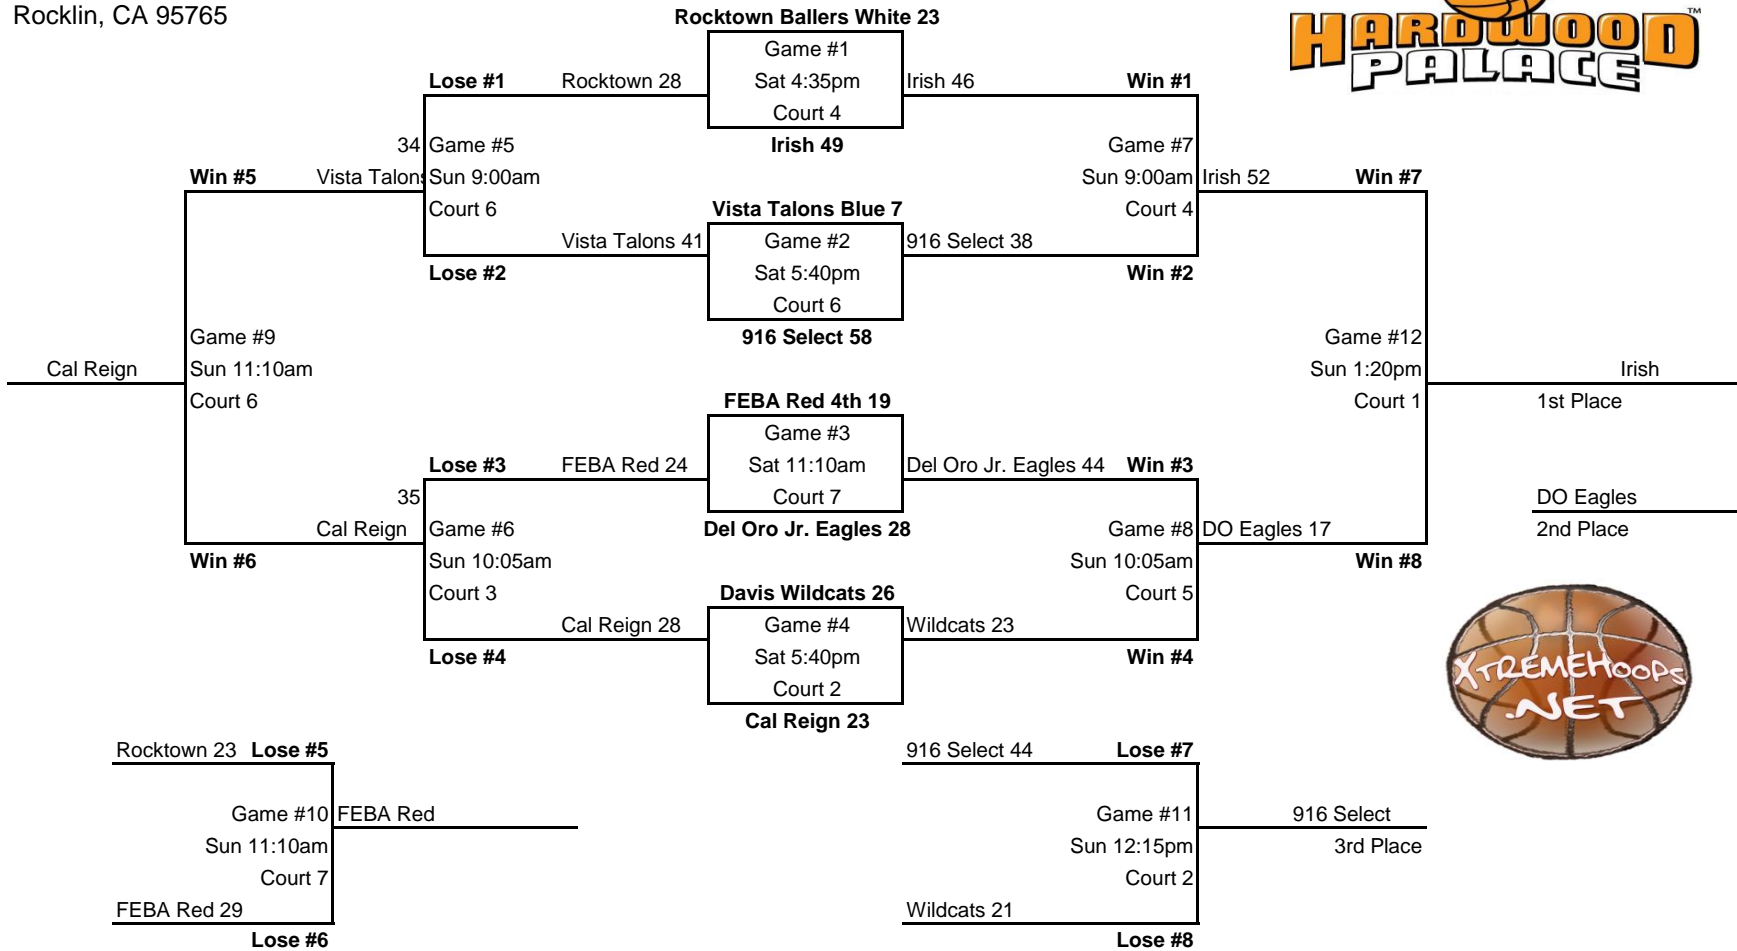 Rocklin, CA 95765
HARDWOOD
PALACE
TM
Rocktown Ballers White 23
Game #1
Lose #1 Rocktown 28 Sat 4:35pm Irish 46 Win #1
Court 4
34 Game #5 Irish 49 Game #7
Win #5 Vista Talons Sun 9:00am Sun 9:00am Irish 52 Win #7
Court 6 Vista Talons Blue 7 Court 4
Vista Talons 41 Game #2 916 Select 38
Lose #2 Sat 5:40pm Win #2
Court 6
Game #9 916 Select 58 Game #12
Cal Reign Sun 11:10am Sun 1:20pm Irish
Court 6 FEBA Red 4th 19 Court 1 1st Place
Game #3
Lose #3 FEBA Red 24 Sat 11:10am Del Oro Jr. Eagles 44 Win #3
35 Court 7 DO Eagles
Cal Reign Game #6 Del Oro Jr. Eagles 28 Game #8 DO Eagles 17 2nd Place
Win #6 Sun 10:05am Sun 10:05am Win #8
Court 3 Davis Wildcats 26 Court 5
Cal Reign 28 Game #4 Wildcats 23
Lose #4 Sat 5:40pm Win #4
Court 2
Cal Reign 23
XTREMEHOOPS
.NET
Rocktown 23 Lose #5 916 Select 44 Lose #7
Game #10 FEBA Red Game #11 916 Select
Sun 11:10am Sun 12:15pm 3rd Place
Court 7 Court 2
FEBA Red 29 Wildcats 21
Lose #6 Lose #8